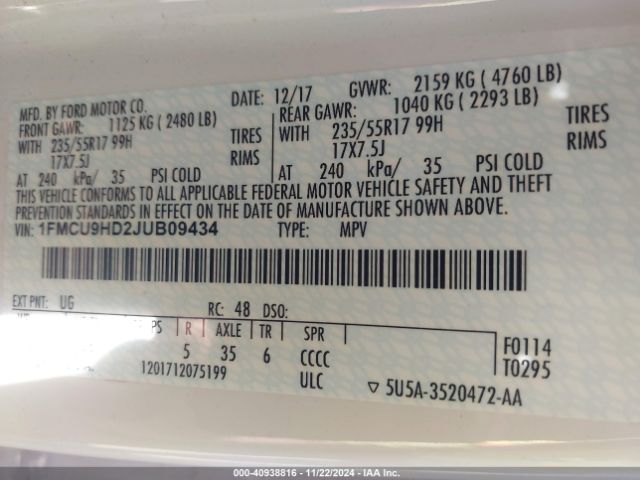 MFD. BY FORD MOTOR CO.
DATE: 12/17 GVWR: 2159 KG ( 4760 LB)
FRONT GAWR: 1125 KG ( 2480 LB)
REAR GAWR: 1040 KG ( 2293 LB)
WITH 235/55R17 99H TIRES
WITH 235/55R17 99H TIRES
17X7.5J RIMS
17X7.5J RIMS
AT 240 kPa/ 35 PSI COLD
AT 240 kPa/ 35 PSI COLD
THIS VEHICLE CONFORMS TO ALL APPLICABLE FEDERAL MOTOR VEHICLE SAFETY AND THEFT
PREVENTION STANDARDS IN EFFECT ON THE DATE OF MANUFACTURE SHOWN ABOVE.
VIN: 1FMCU9HD2JUB09434 TYPE: MPV
EXT PNT: UG RC: 48 DSO:
R AXLE TR SPR
5 35 6 CCCC F0114
1201712075199 ULC T0295
5U5A-3520472-AA
00-40938816 - 11/22/2024 - IAA Inc.